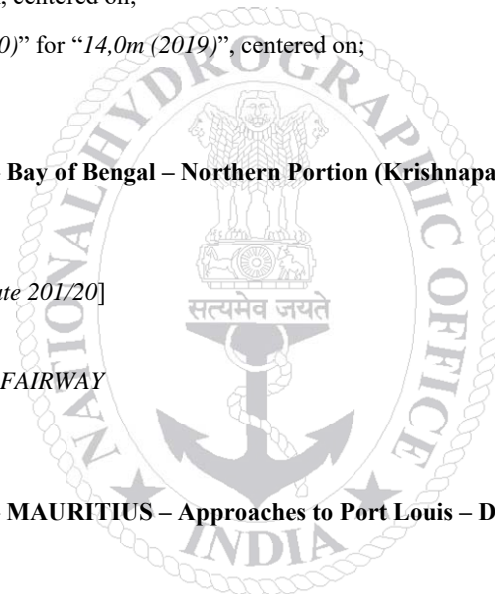 , centered on;
0)” for “14,0m (2019)”, centered on;
Bay of Bengal – Northern Portion (Krishnapa
ate 201/20]
FAIRWAY
MAURITIUS – Approaches to Port Louis – D
NATIONAL HYDROGRAPHIC OFFICE
सत्यमेव जयते
INDIA